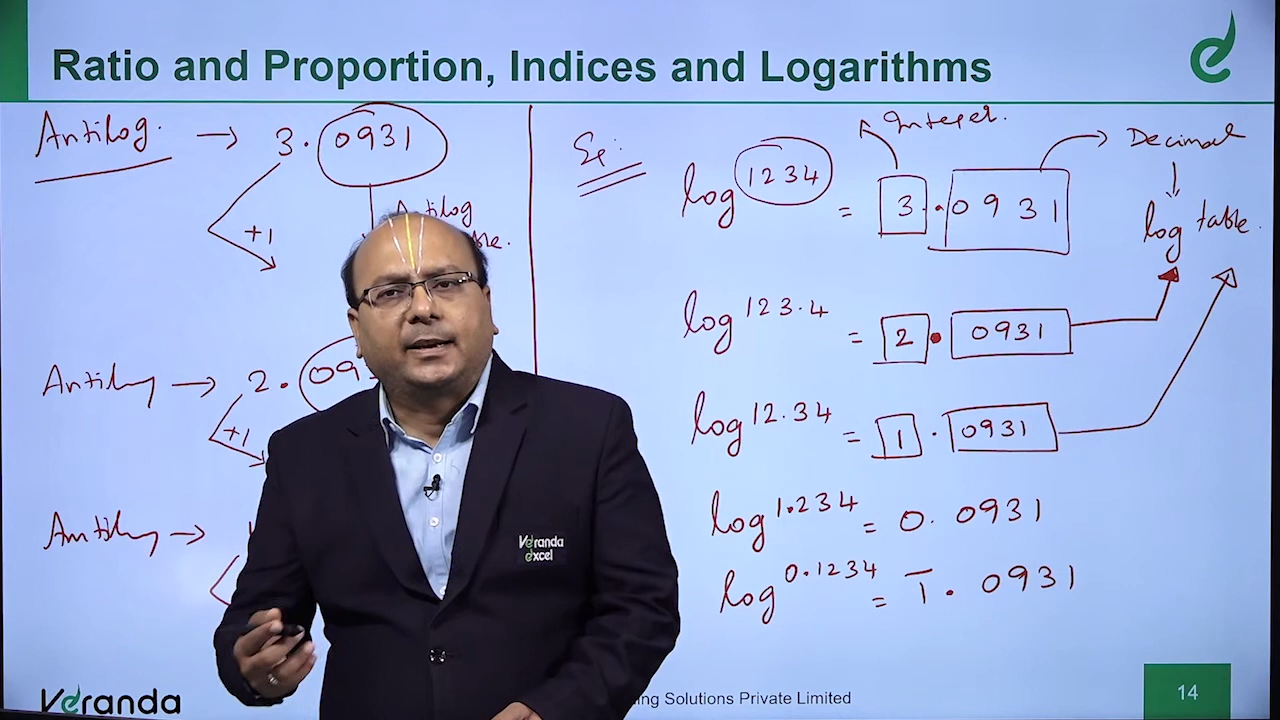 Ratio and Proportion, Indices and Logarithms
Antilog. → 3.0931
+1
Antilog
Antilog → 2.09
+1
Antilog →
Ex:
Integer.
Decimal
log table.
log 1234 = 3.0931
log 123.4 = 2.0931
log 12.34 = 1.0931
log 1.234 = 0.0931
log 0.1234 = 1̅.0931
Veranda
excel
Veranda
Solutions Private Limited
14